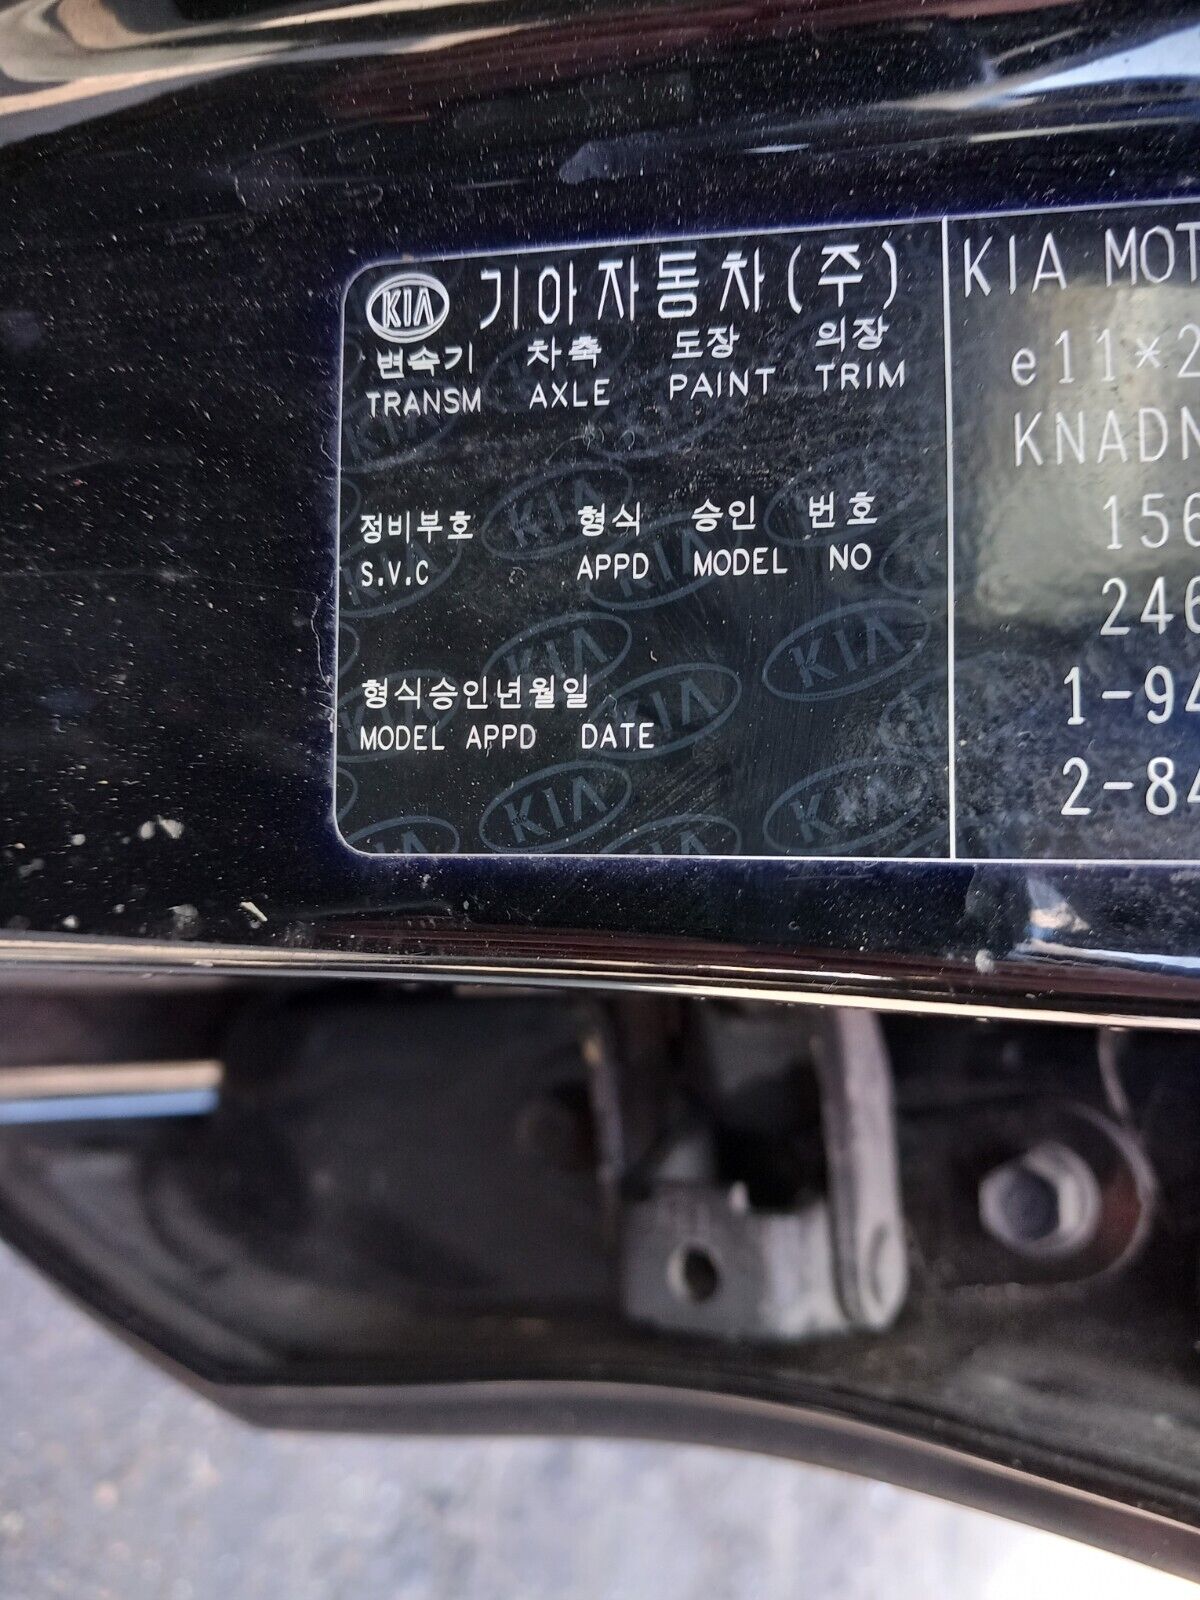 KIA 기아자동차(주)
변속기 차축 도장 의장
TRANSM AXLE PAINT TRIM
정비부호 형식 승인 번호
S.V.C APPD MODEL NO
형식승인년월일
MODEL APPD DATE
KIA MOT
e11*2
KNADN
156
246
1-94
2-84